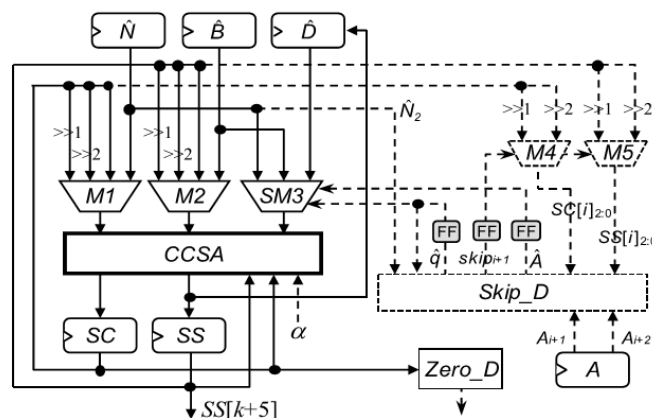 N̂ B̂ D̂
>>1 >>1 >>1 >>2 >>1 >>2
>>2 >>2 N̂2
M4 M5
M1 M2 SM3
SC[i]2:0
FF FF FF
SS[i]2:0
q̂ skipi+1 Â
CCSA
Skip_D
α
Ai+1 Ai+2
SC SS
Zero_D A
SS[k+5]